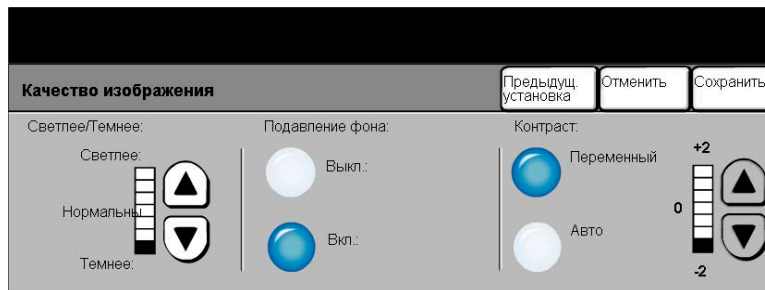 Качество изображения
Предыдущ.
установка
Отменить
Сохранить
Светлее/Темнее:
Светлее:
Нормальны
Темнее:
Подавление фона:
Выкл.:
Вкл.:
Контраст:
Переменный
Авто
+2
0
-2